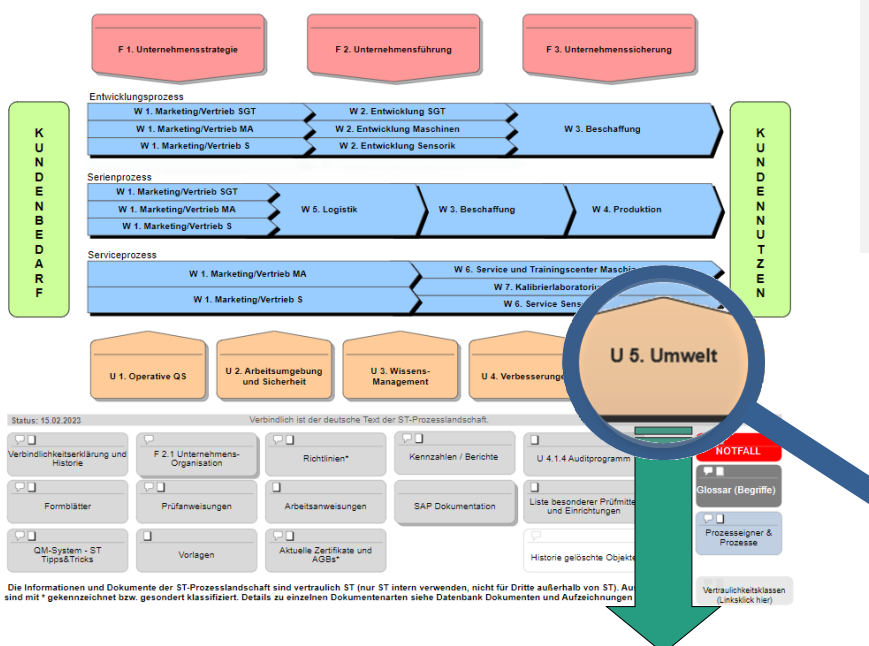 F 1. Unternehmensstrategie
F 2. Unternehmensführung
F 3. Unternehmenssicherung
KUNDENBEDARF
Entwicklungsprozess
W 1. Marketing/Vertrieb SGT
W 2. Entwicklung SGT
W 1. Marketing/Vertrieb MA
W 2. Entwicklung Maschinen
W 3. Beschaffung
W 1. Marketing/Vertrieb S
W 2. Entwicklung Sensorik
KUNDENNUTZEN
Serienprozess
W 1. Marketing/Vertrieb SGT
W 1. Marketing/Vertrieb MA
W 5. Logistik
W 3. Beschaffung
W 4. Produktion
W 1. Marketing/Vertrieb S
Serviceprozess
W 1. Marketing/Vertrieb MA
W 6. Service und Trainingscenter
W 7. Kalibrierlaboratorium
W 1. Marketing/Vertrieb S
W 6. Service
U 1. Operative QS
U 2. Arbeitsumgebung
und Sicherheit
U 3. Wissens-
Management
U 4. Verbesserung
U 5. Umwelt
Status: 15.02.2023
Verbindlich ist der deutsche Text der ST-Prozesslandschaft.
Verbindlichkeitserklärung und
Historie
F 2.1 Unternehmens-
Organisation
Richtlinien*
Kennzahlen / Berichte
U 4.1.4 Auditprogramm
NOTFALL
Glossar (Begriffe)
Formblätter
Prüfanweisungen
Arbeitsanweisungen
SAP Dokumentation
Liste besonderer Prüfmittel
und Einrichtungen
Prozesseigner &
Prozesse
QM-System - ST
Tipps&Tricks
Vorlagen
Aktuelle Zertifikate und
AGBs*
Historie gelöschte Objekte
Vertraulichkeitsklassen
(Linksklick hier)
Die Informationen und Dokumente der ST-Prozesslandschaft sind vertraulich ST (nur ST intern verwenden, nicht für Dritte außerhalb von ST).
sind mit * gekennzeichnet bzw. gesondert klassifiziert. Details zu einzelnen Dokumentenarten siehe Datenbank Dokumenten und Aufzeichnungen